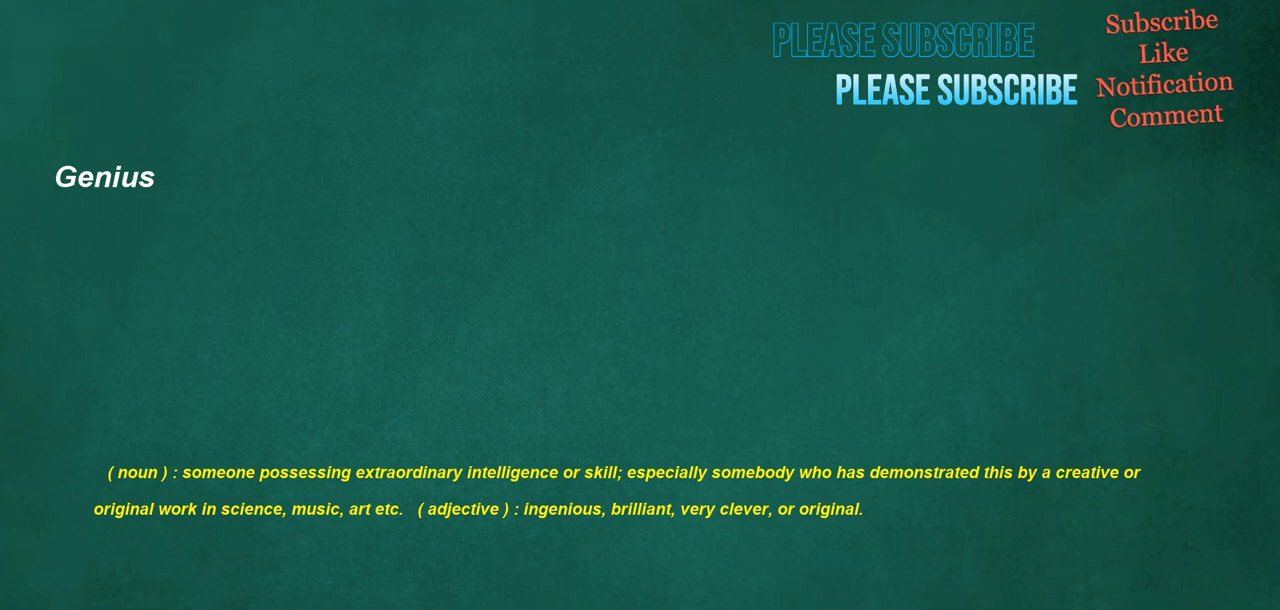 PLEASE SUBSCRIBE
PLEASE SUBSCRIBE
Subscribe
Like
Notification
Comment
Genius
( noun ) : someone possessing extraordinary intelligence or skill; especially somebody who has demonstrated this by a creative or
original work in science, music, art etc. ( adjective ) : ingenious, brilliant, very clever, or original.